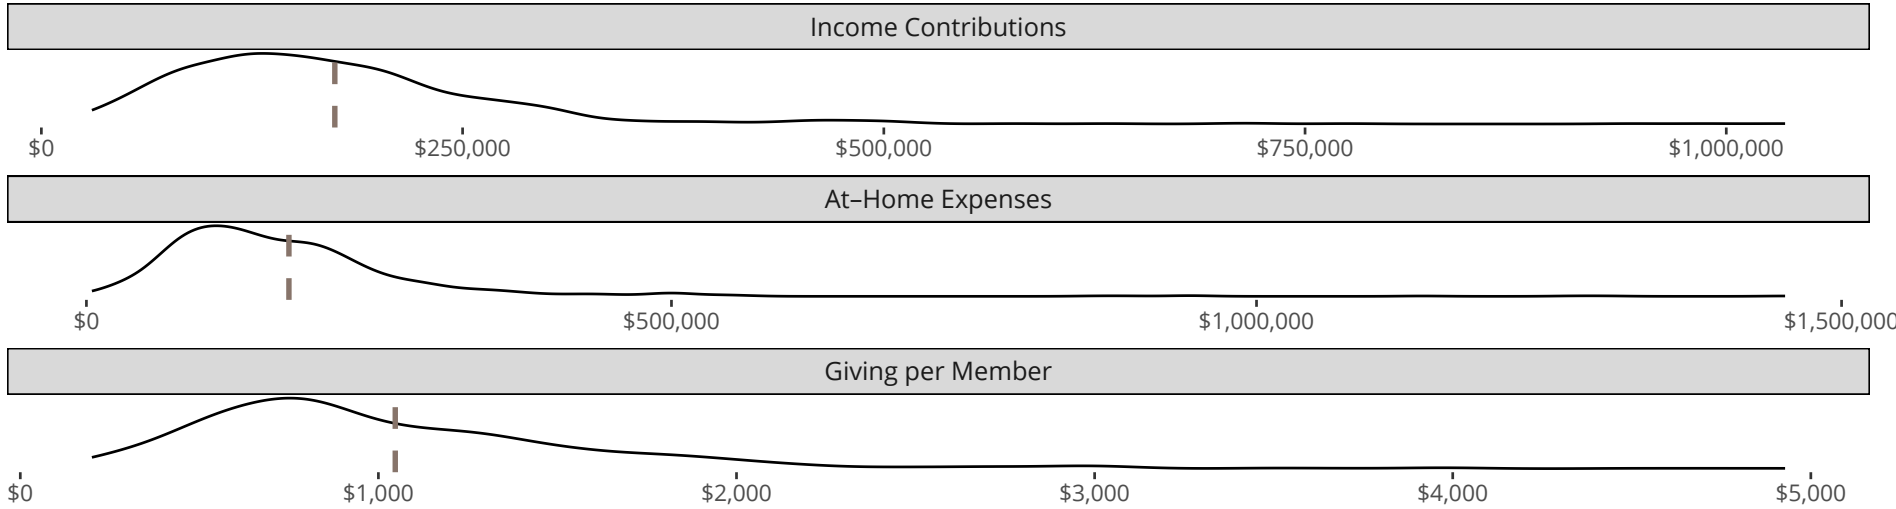 Income Contributions
$0 $250,000 $500,000 $750,000 $1,000,000
At–Home Expenses
$0 $500,000 $1,000,000 $1,500,000
Giving per Member
$0 $1,000 $2,000 $3,000 $4,000 $5,000